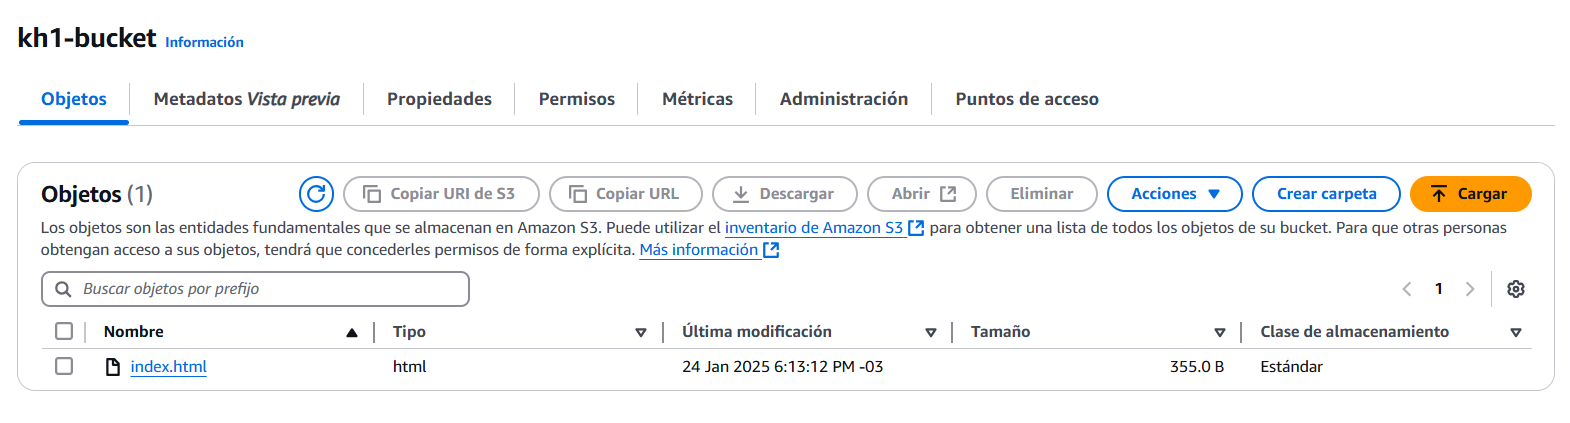 kh1-bucket Información
Objetos Metadatos Vista previa Propiedades Permisos Métricas Administración Puntos de acceso
Objetos (1) Copiar URI de S3 Copiar URL Descargar Abrir Eliminar Acciones Crear carpeta Cargar
Los objetos son las entidades fundamentales que se almacenan en Amazon S3. Puede utilizar el inventario de Amazon S3 para obtener una lista de todos los objetos de su bucket. Para que otras personas
obtengan acceso a sus objetos, tendrá que concederles permisos de forma explícita. Más información
Buscar objetos por prefijo 1
Nombre Tipo Última modificación Tamaño Clase de almacenamiento
index.html html 24 Jan 2025 6:13:12 PM -03 355.0 B Estándar